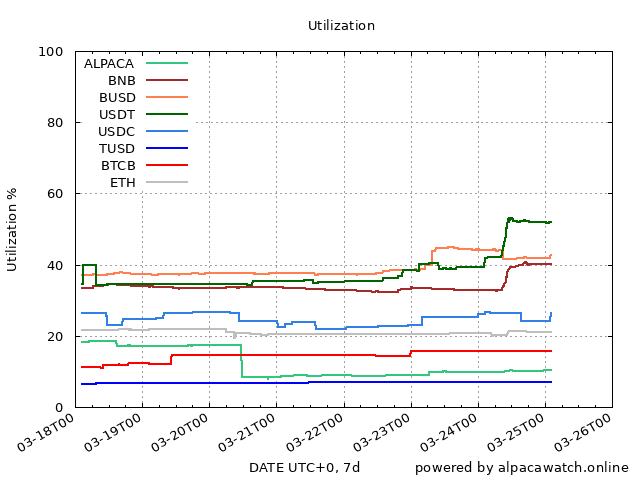 Utilization
100
80
60
40
20
0
Utilization %
ALPACA
BNB
BUSD
USDT
USDC
TUSD
BTCB
ETH
03-18T00
03-19T00
03-20T00
03-21T00
03-22T00
03-23T00
03-24T00
03-25T00
03-26T00
DATE UTC+0, 7d
powered by alpacawatch.online